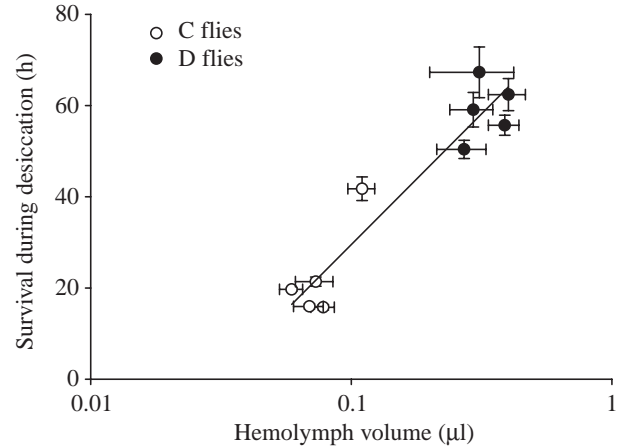 C flies
D flies
Survival during desiccation (h)
80
60
40
20
0
0.01
0.1
1
Hemolymph volume (μl)